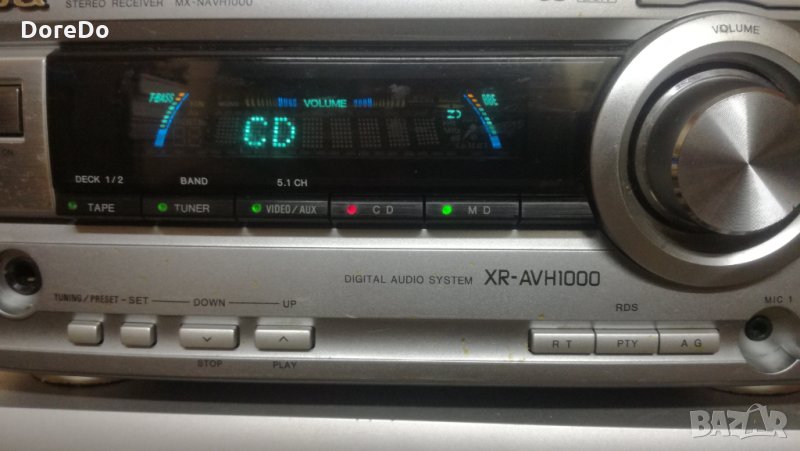 DoreDo
STEREO RECEIVER MX-NAVH1000
VOLUME
T-BASS VOLUME
CD
DECK 1/2 BAND 5.1 CH
TAPE TUNER VIDEO/AUX CD MD
DIGITAL AUDIO SYSTEM XR-AVH1000
TUNING/PRESET - SET DOWN UP
RDS
MIC 1
RT PTY AG
STOP PLAY
BAZAR